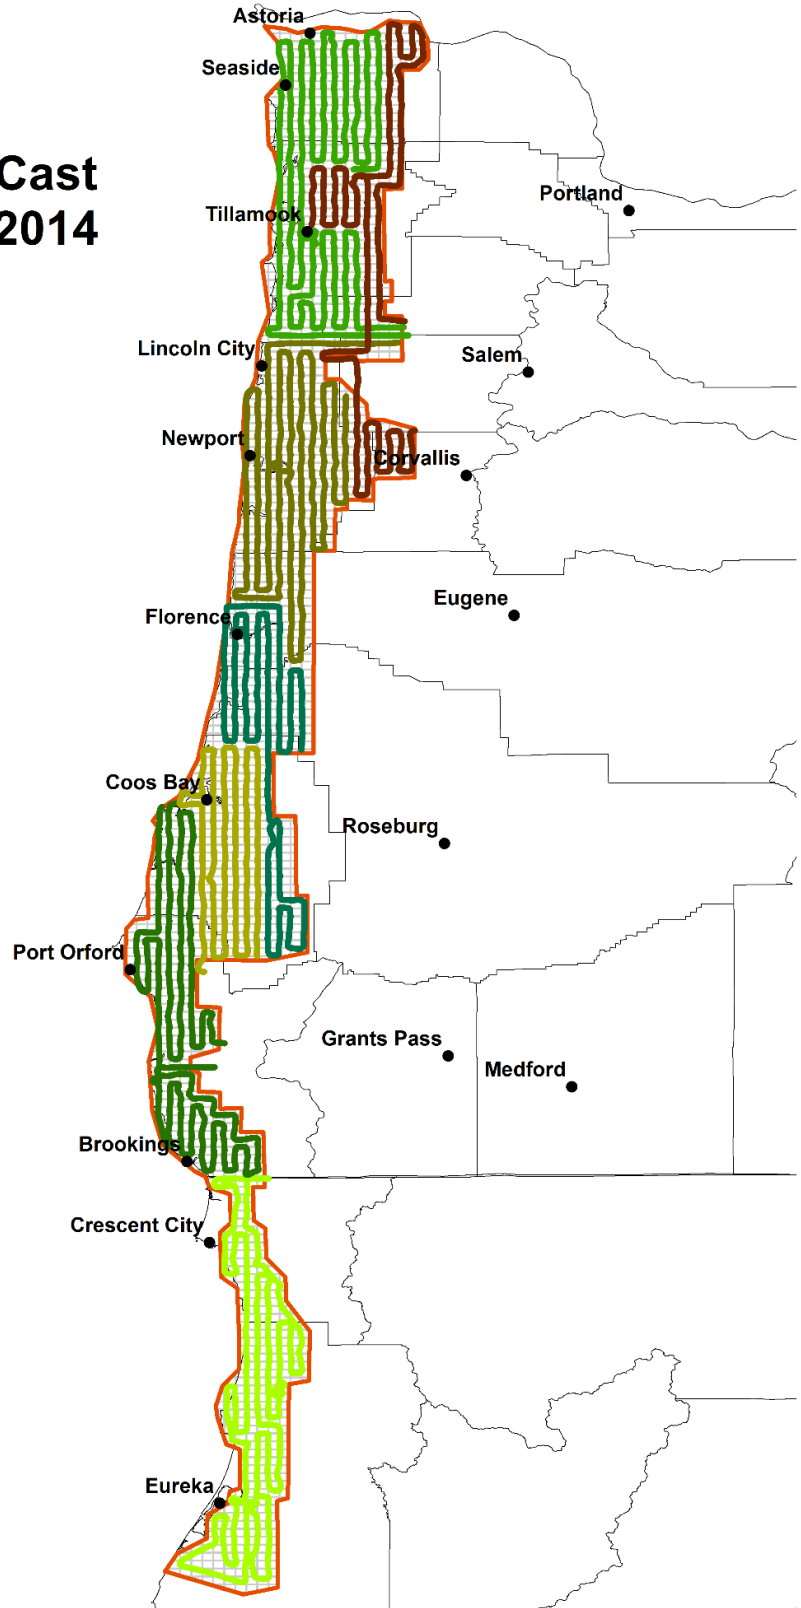 Astoria
Seaside
Cast
2014
Portland
Tillamook
Lincoln City
Salem
Newport
Corvallis
Eugene
Florence
Coos Bay
Roseburg
Port Orford
Grants Pass
Medford
Brookings
Crescent City
Eureka